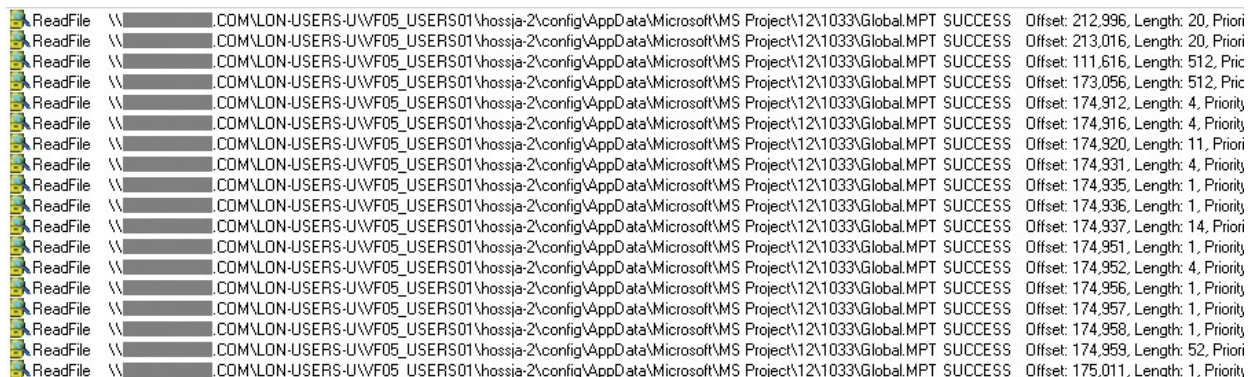 ReadFile \\ .COM\LON-USERS-U\VF05_USERS01\hossja-2\config\AppData\Microsoft\MS Project\12\1033\Global.MPT SUCCESS Offset: 212,996, Length: 20, Priori
ReadFile \\ .COM\LON-USERS-U\VF05_USERS01\hossja-2\config\AppData\Microsoft\MS Project\12\1033\Global.MPT SUCCESS Offset: 213,016, Length: 20, Priori
ReadFile \\ .COM\LON-USERS-U\VF05_USERS01\hossja-2\config\AppData\Microsoft\MS Project\12\1033\Global.MPT SUCCESS Offset: 111,616, Length: 512, Pric
ReadFile \\ .COM\LON-USERS-U\VF05_USERS01\hossja-2\config\AppData\Microsoft\MS Project\12\1033\Global.MPT SUCCESS Offset: 173,056, Length: 512, Pric
ReadFile \\ .COM\LON-USERS-U\VF05_USERS01\hossja-2\config\AppData\Microsoft\MS Project\12\1033\Global.MPT SUCCESS Offset: 174,912, Length: 4, Priority
ReadFile \\ .COM\LON-USERS-U\VF05_USERS01\hossja-2\config\AppData\Microsoft\MS Project\12\1033\Global.MPT SUCCESS Offset: 174,916, Length: 4, Priority
ReadFile \\ .COM\LON-USERS-U\VF05_USERS01\hossja-2\config\AppData\Microsoft\MS Project\12\1033\Global.MPT SUCCESS Offset: 174,920, Length: 11, Priori
ReadFile \\ .COM\LON-USERS-U\VF05_USERS01\hossja-2\config\AppData\Microsoft\MS Project\12\1033\Global.MPT SUCCESS Offset: 174,931, Length: 4, Priority
ReadFile \\ .COM\LON-USERS-U\VF05_USERS01\hossja-2\config\AppData\Microsoft\MS Project\12\1033\Global.MPT SUCCESS Offset: 174,935, Length: 1, Priority
ReadFile \\ .COM\LON-USERS-U\VF05_USERS01\hossja-2\config\AppData\Microsoft\MS Project\12\1033\Global.MPT SUCCESS Offset: 174,936, Length: 1, Priority
ReadFile \\ .COM\LON-USERS-U\VF05_USERS01\hossja-2\config\AppData\Microsoft\MS Project\12\1033\Global.MPT SUCCESS Offset: 174,937, Length: 14, Priori
ReadFile \\ .COM\LON-USERS-U\VF05_USERS01\hossja-2\config\AppData\Microsoft\MS Project\12\1033\Global.MPT SUCCESS Offset: 174,951, Length: 1, Priority
ReadFile \\ .COM\LON-USERS-U\VF05_USERS01\hossja-2\config\AppData\Microsoft\MS Project\12\1033\Global.MPT SUCCESS Offset: 174,952, Length: 4, Priority
ReadFile \\ .COM\LON-USERS-U\VF05_USERS01\hossja-2\config\AppData\Microsoft\MS Project\12\1033\Global.MPT SUCCESS Offset: 174,956, Length: 1, Priority
ReadFile \\ .COM\LON-USERS-U\VF05_USERS01\hossja-2\config\AppData\Microsoft\MS Project\12\1033\Global.MPT SUCCESS Offset: 174,957, Length: 1, Priority
ReadFile \\ .COM\LON-USERS-U\VF05_USERS01\hossja-2\config\AppData\Microsoft\MS Project\12\1033\Global.MPT SUCCESS Offset: 174,958, Length: 1, Priority
ReadFile \\ .COM\LON-USERS-U\VF05_USERS01\hossja-2\config\AppData\Microsoft\MS Project\12\1033\Global.MPT SUCCESS Offset: 174,959, Length: 52, Priori
ReadFile \\ .COM\LON-USERS-U\VF05_USERS01\hossja-2\config\AppData\Microsoft\MS Project\12\1033\Global.MPT SUCCESS Offset: 175,011, Length: 1, Priority